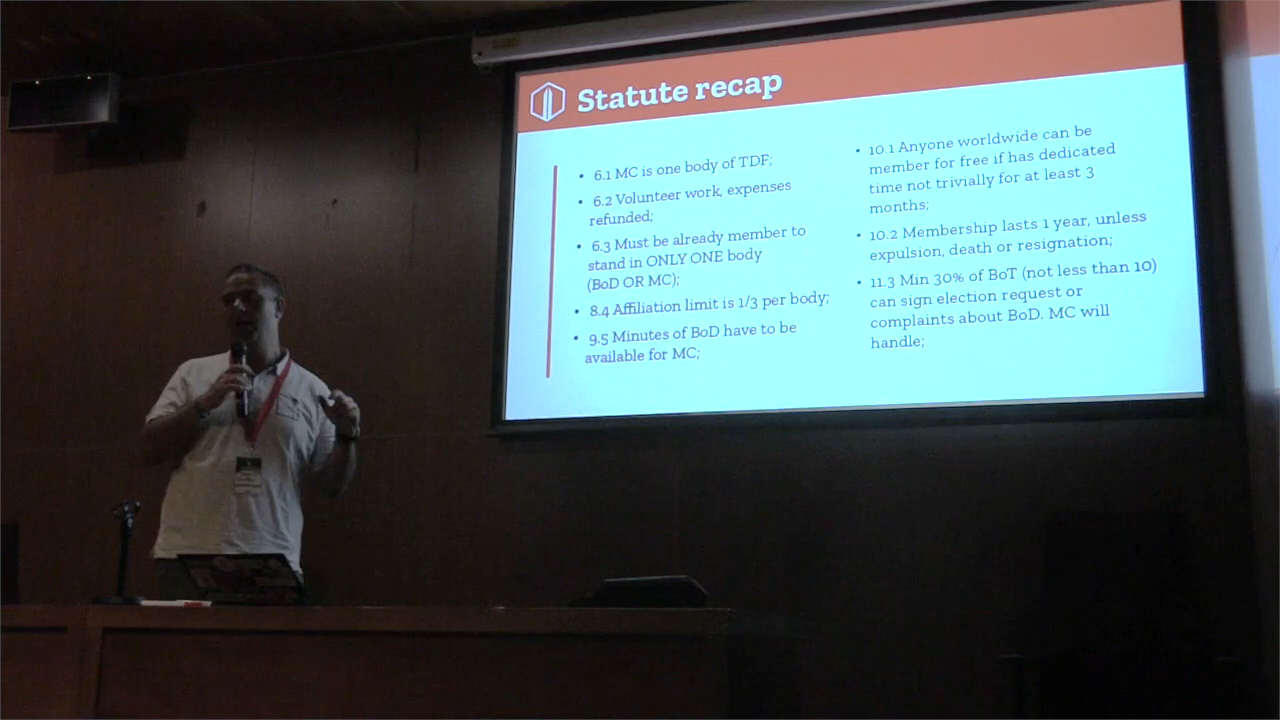 Statute recap
• 6.1 MC is one body of TDF;
• 6.2 Volunteer work, expenses
refunded;
• 6.3 Must be already member to
stand in ONLY ONE body
(BoD OR MC);
• 8.4 Affiliation limit is 1/3 per body;
• 9.5 Minutes of BoD have to be
available for MC;
• 10.1 Anyone worldwide can be
member for free if has dedicated
time not trivially for at least 3
months;
• 10.2 Membership lasts 1 year, unless
expulsion, death or resignation;
• 11.3 Min 30% of BoT (not less than 10)
can sign election request or
complaints about BoD. MC will
handle;